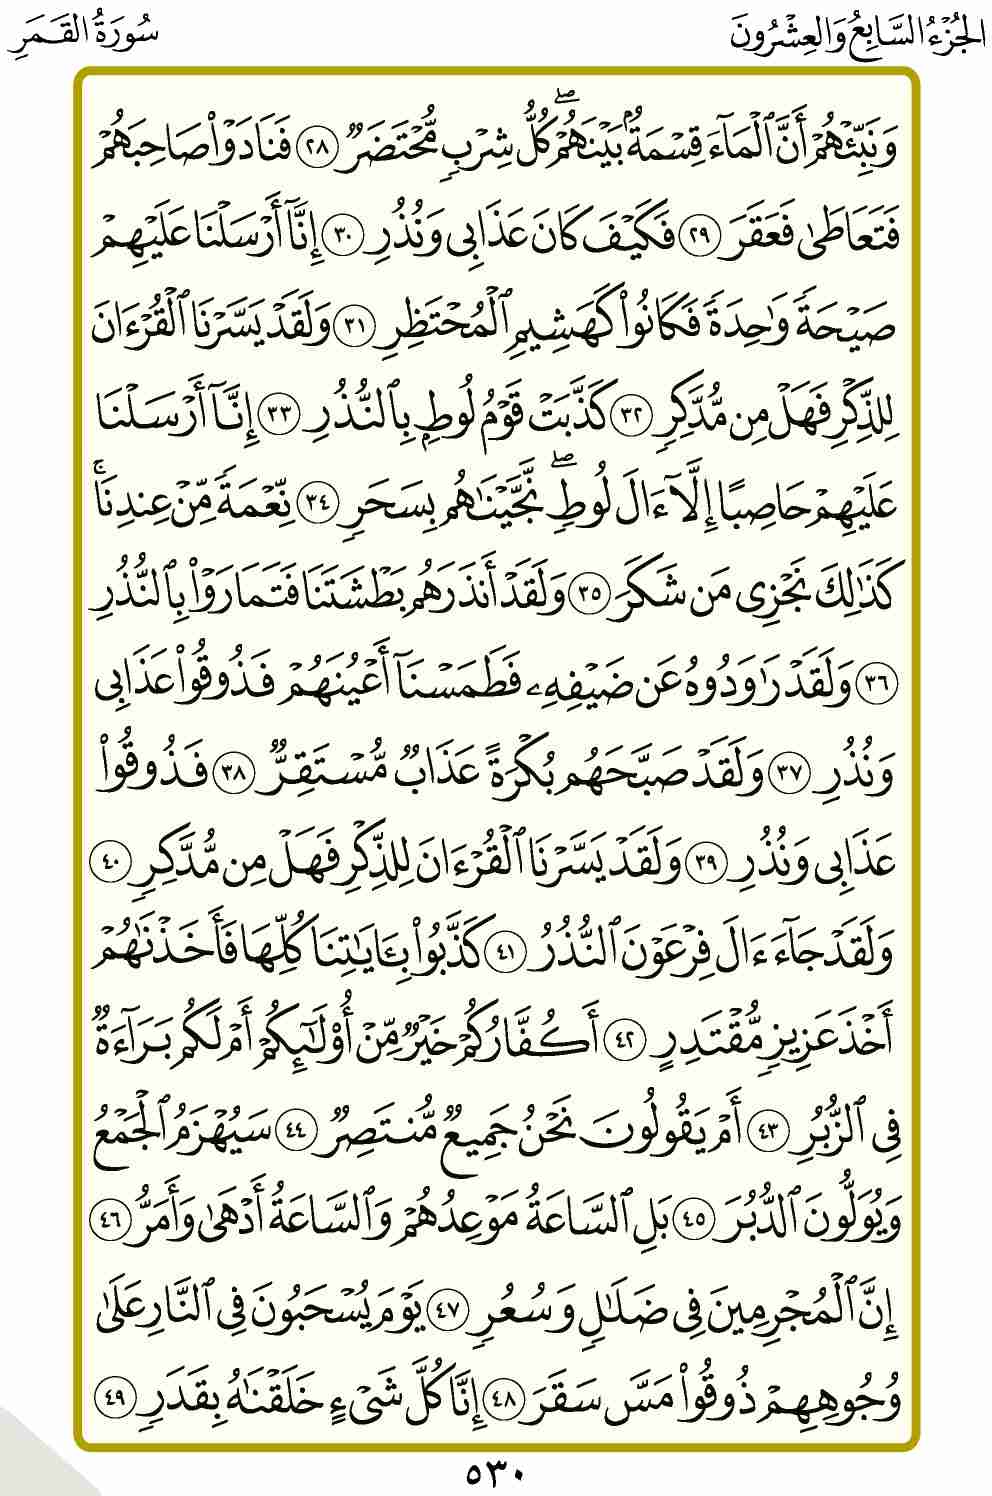 الجُزْءُ السَّابِعُ وَالعِشْرُونَ
سُورَةُ القَمَرِ
وَنَبِّئْهُمْ أَنَّ ٱلْمَآءَ قِسْمَةٌۢ بَيْنَهُمْ ۖ كُلُّ شِرْبٍۢ مُّحْتَضَرٌۭ ٢٨ فَنَادَوْا۟ صَاحِبَهُمْ
فَتَعَاطَىٰ فَعَقَرَ ٢٩ فَكَيْفَ كَانَ عَذَابِى وَنُذُرِ ٣٠ إِنَّآ أَرْسَلْنَا عَلَيْهِمْ
صَيْحَةًۭ وَٰحِدَةًۭ فَكَانُوا۟ كَهَشِيمِ ٱلْمُحْتَظِرِ ٣١ وَلَقَدْ يَسَّرْنَا ٱلْقُرْءَانَ
لِلذِّكْرِ فَهَلْ مِن مُّدَّكِرٍۢ ٣٢ كَذَّبَتْ قَوْمُ لُوطٍۭ بِٱلنُّذُرِ ٣٣ إِنَّآ أَرْسَلْنَا
عَلَيْهِمْ حَاصِبًا إِلَّآ ءَالَ لُوطٍۢ ۖ نَّجَّيْنَٰهُم بِسَحَرٍۢ ٣٤ نِّعْمَةًۭ مِّنْ عِندِنَا ۚ
كَذَٰلِكَ نَجْزِى مَن شَكَرَ ٣٥ وَلَقَدْ أَنذَرَهُم بَطْشَتَنَا فَتَمَارَوْا۟ بِٱلنُّذُرِ
٣٦ وَلَقَدْ رَٰوَدُوهُ عَن ضَيْفِهِۦ فَطَمَسْنَآ أَعْيُنَهُمْ فَذُوقُوا۟ عَذَابِى
وَنُذُرِ ٣٧ وَلَقَدْ صَبَّحَهُم بُكْرَةً عَذَابٌۭ مُّسْتَقِرٌّۭ ٣٨ فَذُوقُوا۟
عَذَابِى وَنُذُرِ ٣٩ وَلَقَدْ يَسَّرْنَا ٱلْقُرْءَانَ لِلذِّكْرِ فَهَلْ مِن مُّدَّكِرٍۢ ٤٠
وَلَقَدْ جَآءَ ءَالَ فِرْعَوْنَ ٱلنُّذُرُ ٤١ كَذَّبُوا۟ بِـَٔايَٰتِنَا كُلِّهَا فَأَخَذْنَٰهُمْ
أَخْذَ عَزِيزٍۢ مُّقْتَدِرٍ ٤٢ أَكُفَّارُكُمْ خَيْرٌۭ مِّنْ أُو۟لَٰٓئِكُمْ أَمْ لَكُم بَرَآءَةٌۭ
فِى ٱلزُّبُرِ ٤٣ أَمْ يَقُولُونَ نَحْنُ جَمِيعٌۭ مُّنتَصِرٌۭ ٤٤ سَيُهْزَمُ ٱلْجَمْعُ
وَيُوَلُّونَ ٱلدُّبُرَ ٤٥ بَلِ ٱلسَّاعَةُ مَوْعِدُهُمْ وَٱلسَّاعَةُ أَدْهَىٰ وَأَمَرُّ ٤٦
إِنَّ ٱلْمُجْرِمِينَ فِى ضَلَٰلٍۢ وَسُعُرٍۢ ٤٧ يَوْمَ يُسْحَبُونَ فِى ٱلنَّارِ عَلَىٰ
وُجُوهِهِمْ ذُوقُوا۟ مَسَّ سَقَرَ ٤٨ إِنَّا كُلَّ شَىْءٍ خَلَقْنَٰهُ بِقَدَرٍۢ ٤٩
٥٣٠